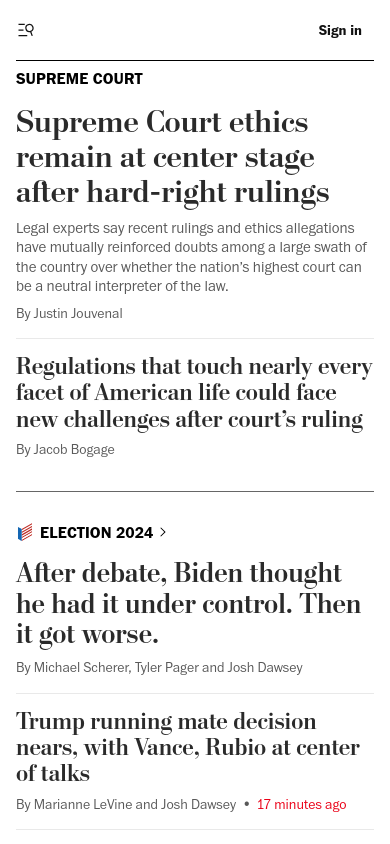 Sign in
SUPREME COURT
Supreme Court ethics
remain at center stage
after hard-right rulings
Legal experts say recent rulings and ethics allegations
have mutually reinforced doubts among a large swath of
the country over whether the nation's highest court can
be a neutral interpreter of the law.
By Justin Jouvenal
Regulations that touch nearly every
facet of American life could face
new challenges after court’s ruling
By Jacob Bogage
ELECTION 2024
After debate, Biden thought
he had it under control. Then
it got worse.
By Michael Scherer, Tyler Pager and Josh Dawsey
Trump running mate decision
nears, with Vance, Rubio at center
of talks
By Marianne LeVine and Josh Dawsey • 17 minutes ago